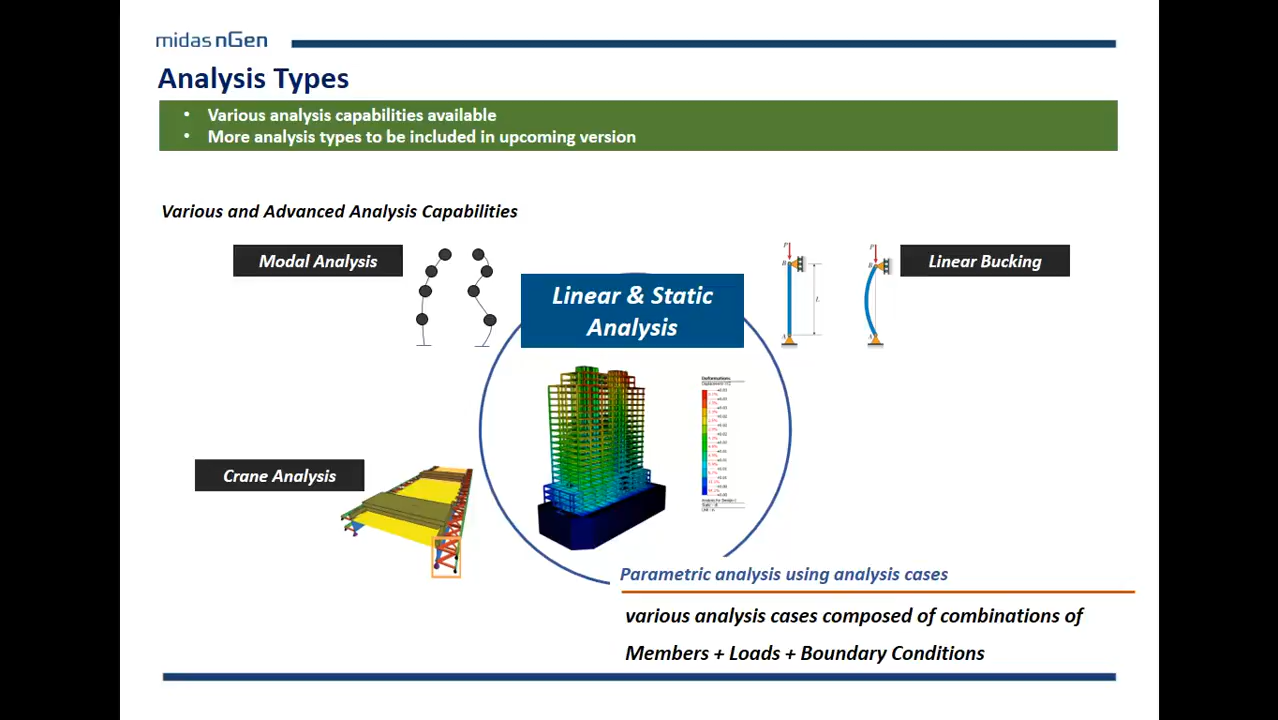 midas nGen
Analysis Types
• Various analysis capabilities available
• More analysis types to be included in upcoming version
Various and Advanced Analysis Capabilities
Modal Analysis
P
B
L
A
P
B
A
Linear Bucking
Linear & Static
Analysis
Deformations
Crane Analysis
Parametric analysis using analysis cases
various analysis cases composed of combinations of
Members + Loads + Boundary Conditions